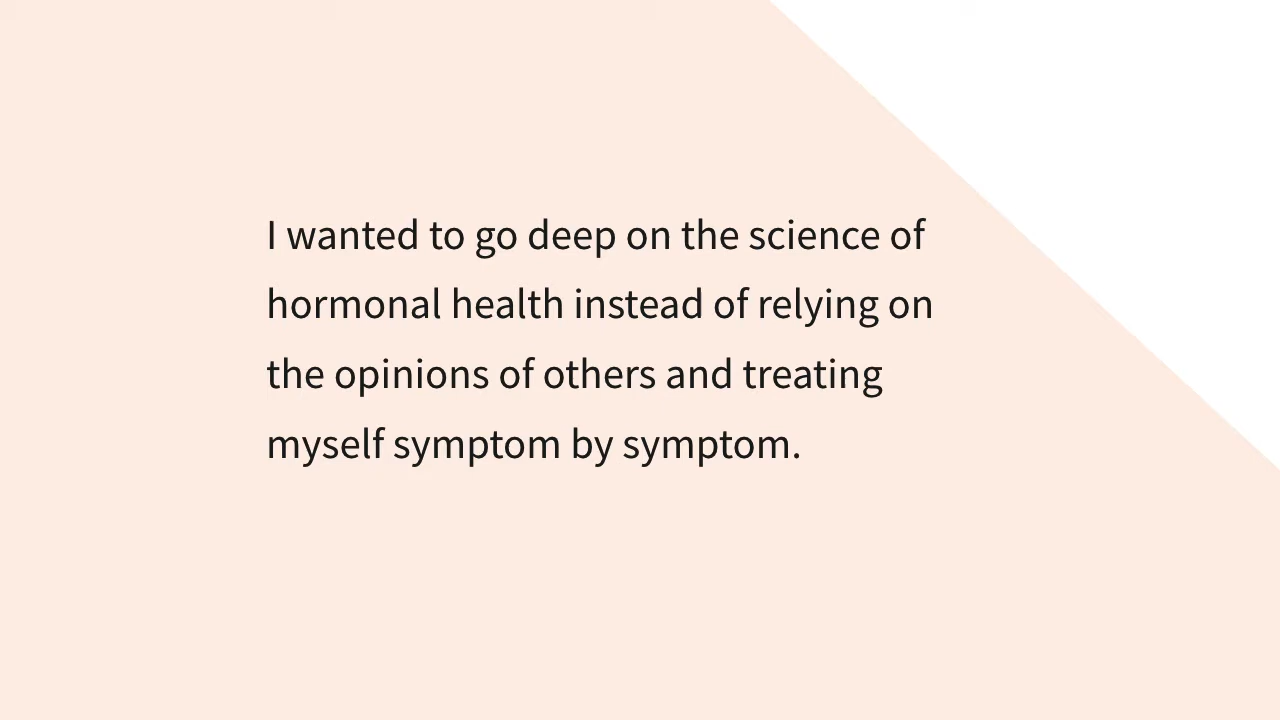 I wanted to go deep on the science of
hormonal health instead of relying on
the opinions of others and treating
myself symptom by symptom.